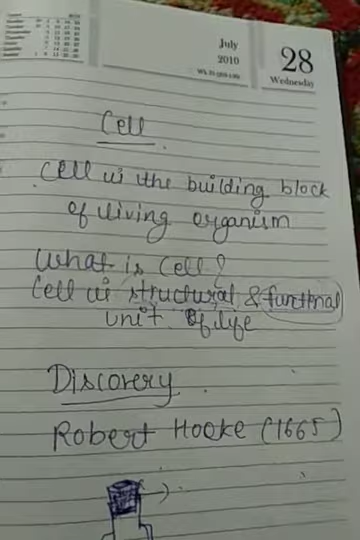 July
2010
28
Wednesday
Cell
Cell is the building block
of living organism
What is Cell?
Cell is structural & functional
unit of life
Discovery
Robert Hooke (1665)